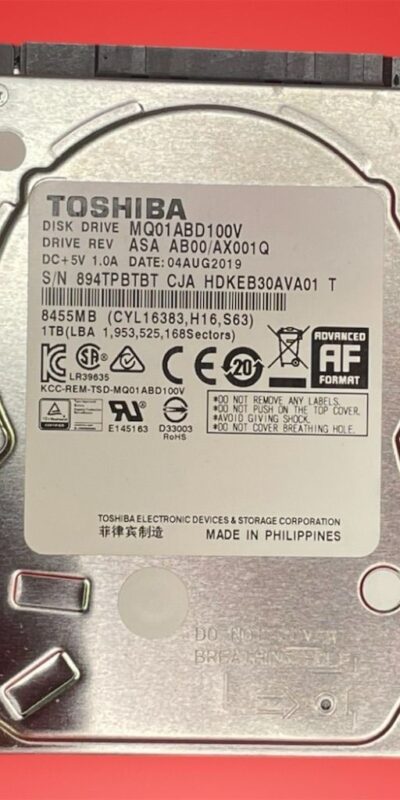 TOSHIBA
DISK DRIVE MQ01ABD100V
DRIVE REV ASA AB00/AX001Q
DC+5V 1.0A DATE: 04AUG2019
S/N 894TPBTBT CJA HDKEB30AVA01 T
8455MB (CYL16383,H16,S63)
1TB(LBA 1,953,525,168Sectors)
LR39635
KCC-REM-TSD-MQ01ABD100V
20
ADVANCED
AF
FORMAT
E145163
D33003
RoHS
*DO NOT REMOVE ANY LABELS.
*DO NOT PUSH ON THE TOP COVER.
*AVOID GIVING SHOCK.
*DO NOT COVER BREATHING HOLE.
TOSHIBA ELECTRONIC DEVICES & STORAGE CORPORATION
菲律宾制造 MADE IN PHILIPPINES
DO NOT